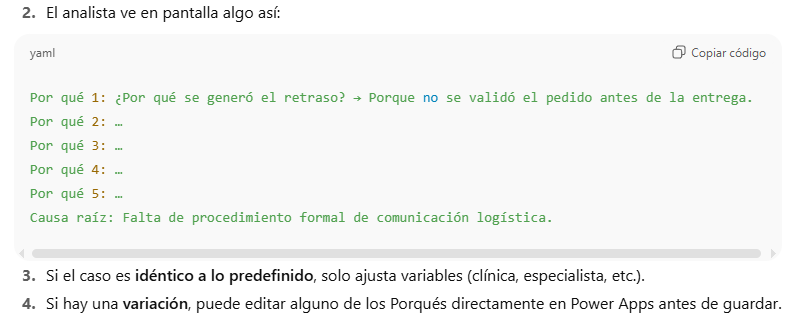 2. El analista ve en pantalla algo así:
yaml
Copiar código
Por qué 1: ¿Por qué se generó el retraso? → Porque no se validó el pedido antes de la entrega.
Por qué 2: …
Por qué 3: …
Por qué 4: …
Por qué 5: …
Causa raíz: Falta de procedimiento formal de comunicación logística.
3. Si el caso es idéntico a lo predefinido, solo ajusta variables (clínica, especialista, etc.).
4. Si hay una variación, puede editar alguno de los Porqués directamente en Power Apps antes de guardar.